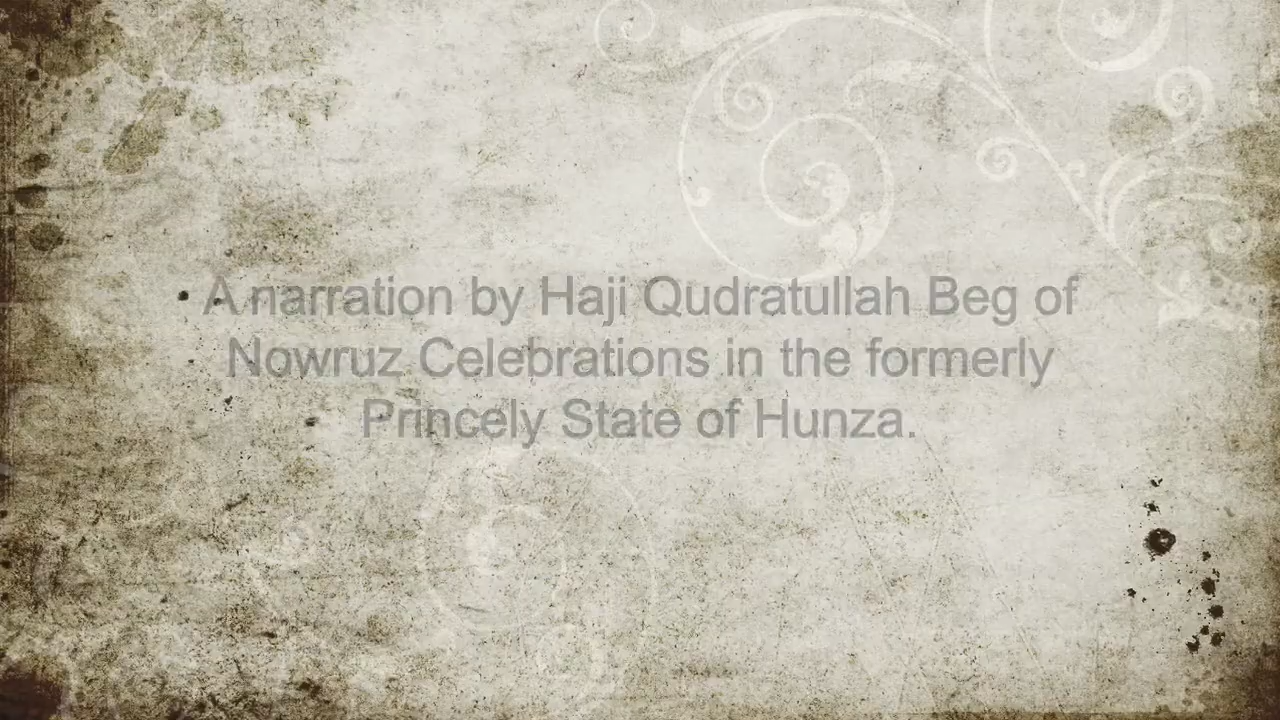 A narration by Haji Qudratullah Beg of
Nowruz Celebrations in the formerly
Princely State of Hunza.